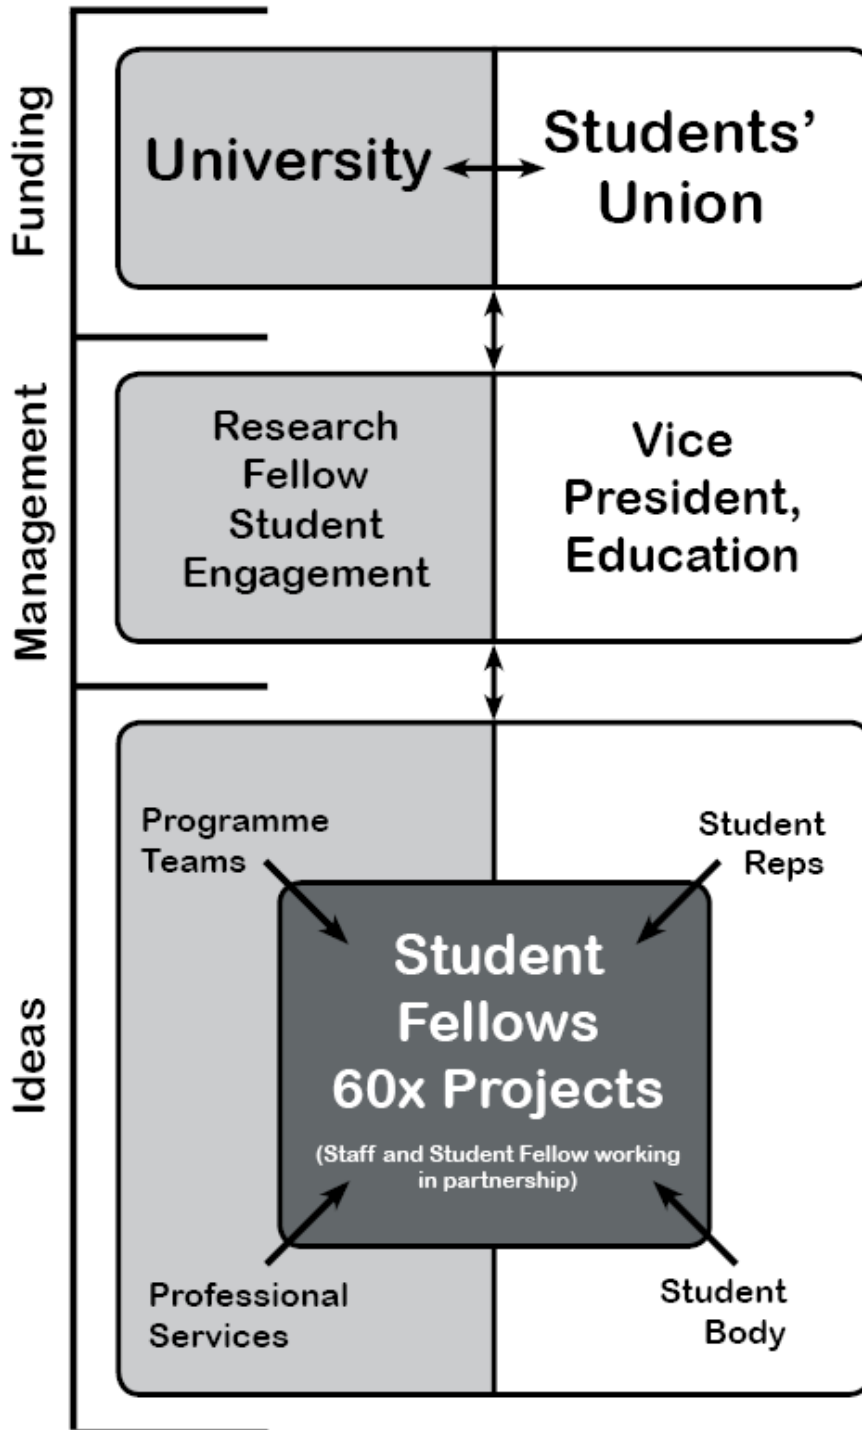 Funding
University
Students’
Union
Management
Research
Fellow
Student
Engagement
Vice
President,
Education
Ideas
Programme
Teams
Student
Reps
Student
Fellows
60x Projects
(Staff and Student Fellow working
in partnership)
Professional
Services
Student
Body